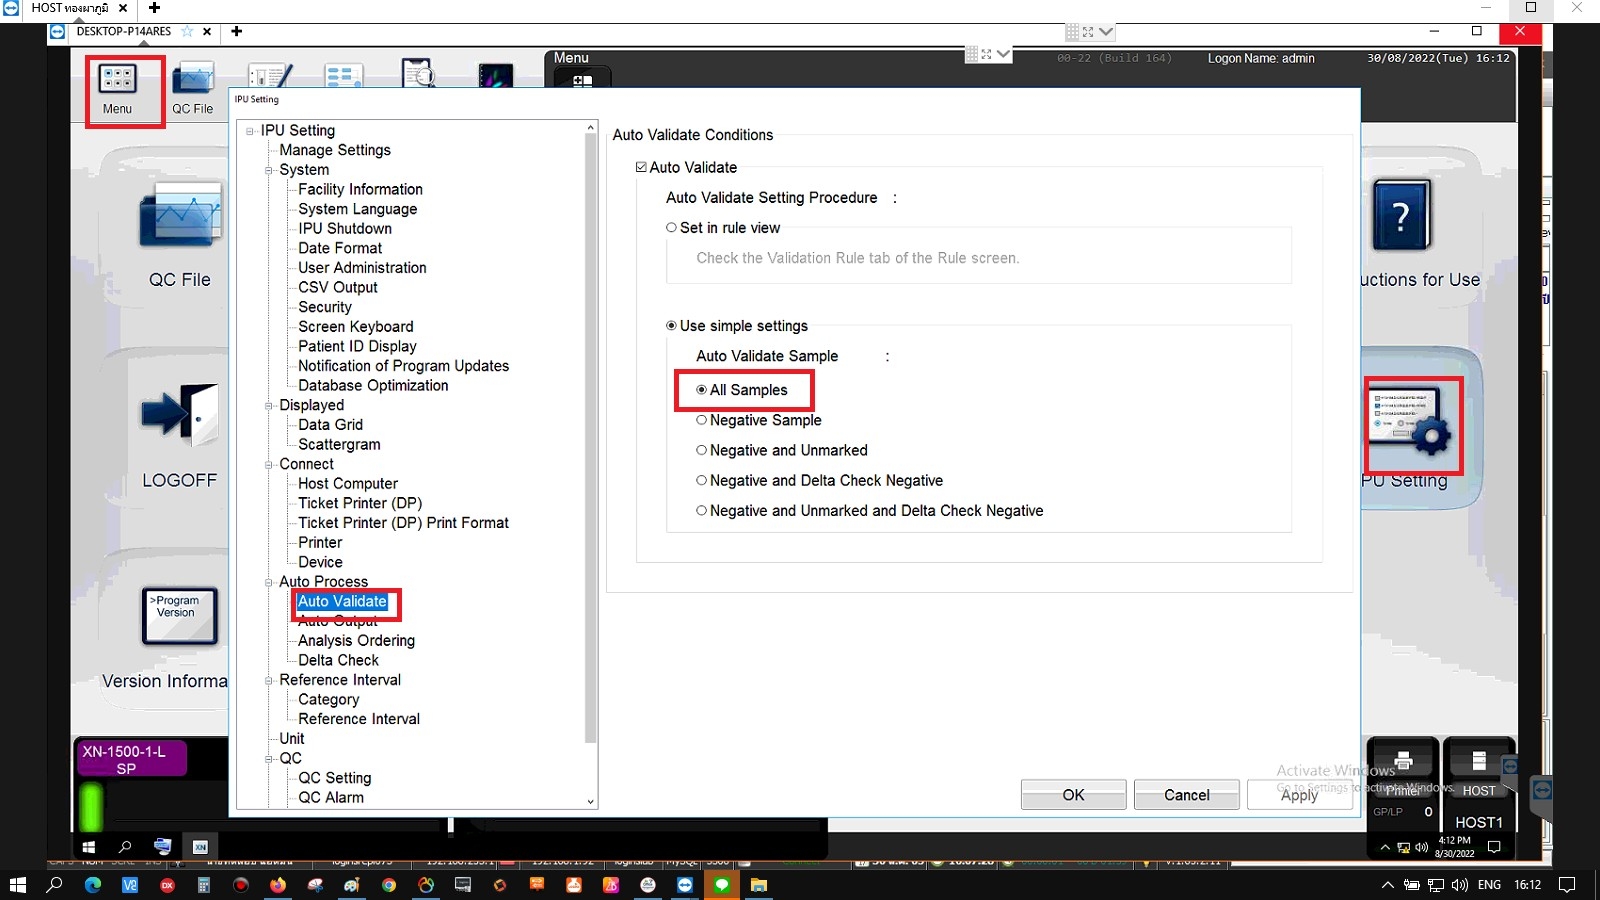 HOST ทองผาภูมิ
DESKTOP-P14ARES
Menu
QC File
Menu
00-22 (Build 164)
Logon Name: admin
30/08/2022(Tue) 16:12
IPU Setting
IPU Setting
Manage Settings
System
Facility Information
System Language
IPU Shutdown
Date Format
User Administration
CSV Output
Security
Screen Keyboard
Patient ID Display
Notification of Program Updates
Database Optimization
Displayed
Data Grid
Scattergram
Connect
Host Computer
Ticket Printer (DP)
Ticket Printer (DP) Print Format
Printer
Device
Auto Process
Auto Validate
Auto Output
Analysis Ordering
Delta Check
Reference Interval
Category
Reference Interval
Unit
QC
QC Setting
QC Alarm
Auto Validate Conditions
Auto Validate
Auto Validate Setting Procedure :
Set in rule view
Check the Validation Rule tab of the Rule screen.
Use simple settings
Auto Validate Sample :
All Samples
Negative Sample
Negative and Unmarked
Negative and Delta Check Negative
Negative and Unmarked and Delta Check Negative
OK
Cancel
Apply
QC File
LOGOFF
>Program
Version
Version Informa
uctions for Use
PU Setting
XN-1500-1-L
SP
Activate Windows
Go to Settings to activate Windows.
Printer
GP/LP 0
HOST
HOST1
XN
4:12 PM
8/30/2022
V2
DX
ENG
16:12